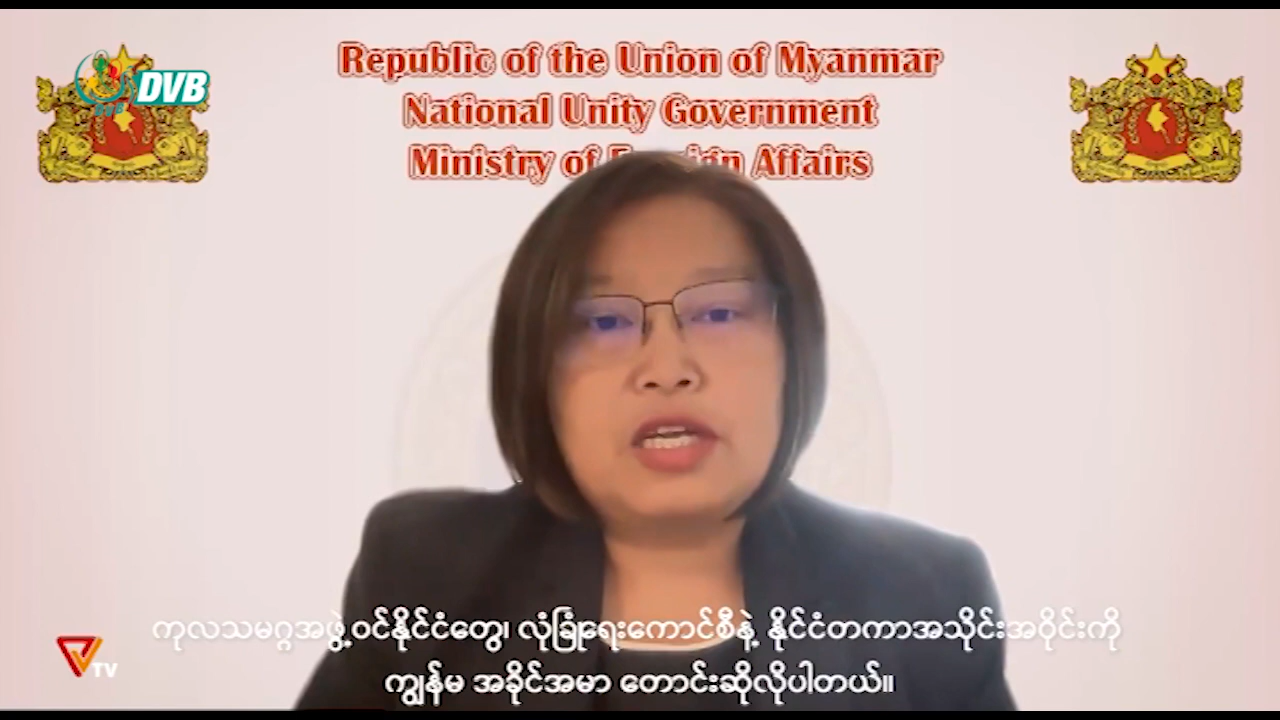 Republic of the Union of Myanmar
National Unity Government
Ministry of Foreign Affairs
DVB
TV
ကုလသမဂ္ဂအဖွဲ့ဝင်နိုင်ငံတွေ၊ လုံခြုံရေးကောင်စီနဲ့ နိုင်ငံတကာအသိုင်းအဝိုင်းကို
ကျွန်မ အခိုင်အမာ တောင်းဆိုလိုပါတယ်။